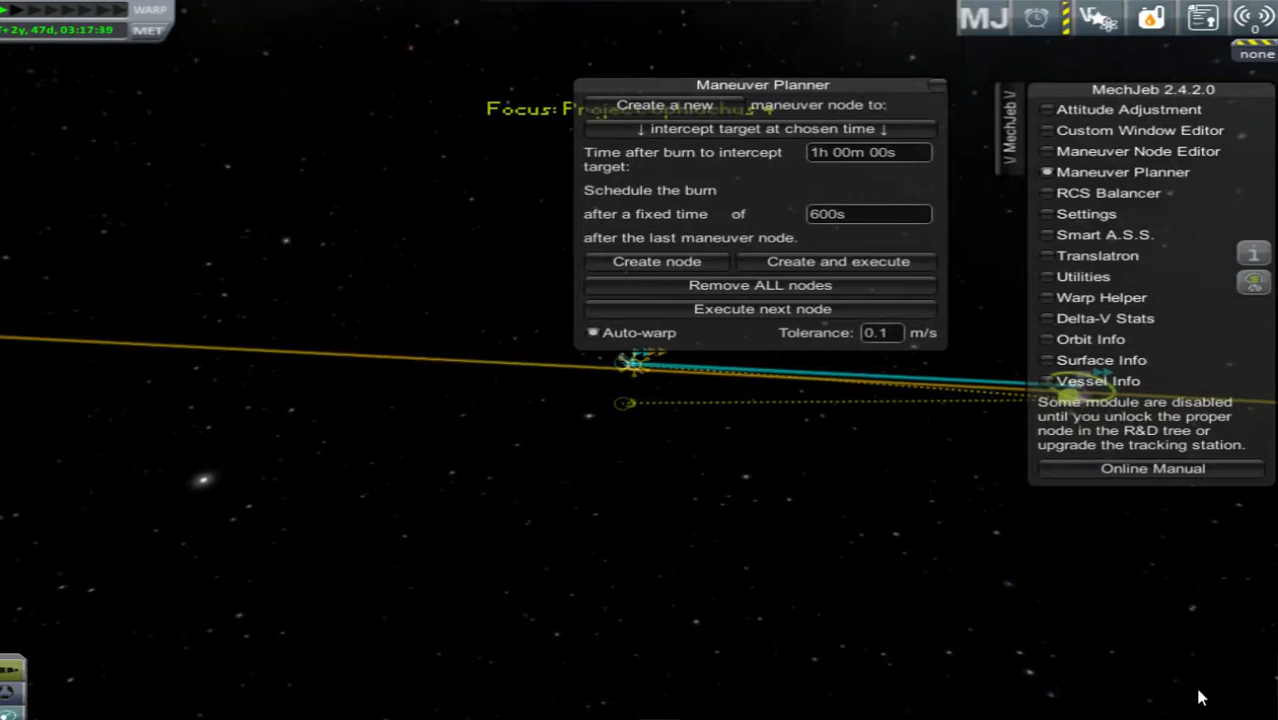 WARP
T+2y, 47d, 03:17:39
MET
MJ
0
none
Maneuver Planner
Create a new maneuver node to:
Focus: Project Ophiuchus 4
↓ intercept target at chosen time ↓
Time after burn to intercept
target:
1h 00m 00s
Schedule the burn
after a fixed time of 600s
after the last maneuver node.
Create node Create and execute
Remove ALL nodes
Execute next node
Auto-warp Tolerance: 0.1 m/s
V MechJeb V
MechJeb 2.4.2.0
Attitude Adjustment
Custom Window Editor
Maneuver Node Editor
Maneuver Planner
RCS Balancer
Settings
Smart A.S.S.
Translatron
Utilities
Warp Helper
Delta-V Stats
Orbit Info
Surface Info
Vessel Info
Some module are disabled
until you unlock the proper
node in the R&D tree or
upgrade the tracking station.
Online Manual